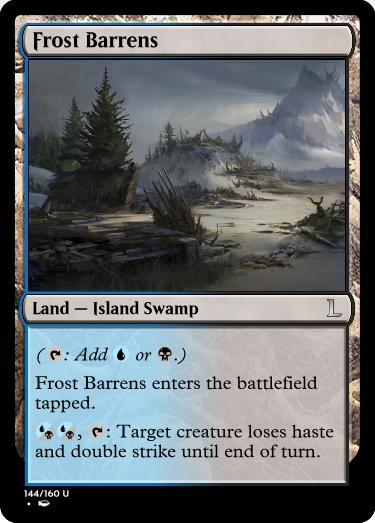 Frost Barrens
Land — Island Swamp
L
( : Add or .)
Frost Barrens enters the battlefield
tapped.
, : Target creature loses haste
and double strike until end of turn.
144/160 U